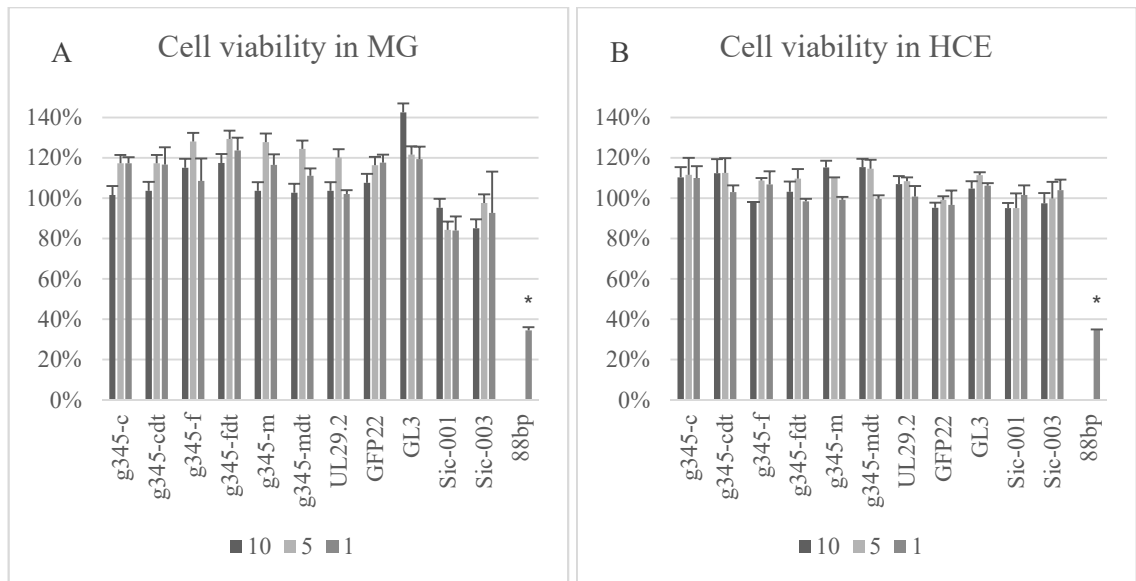 A
Cell viability in MG
140%
120%
100%
80%
60%
40%
20%
0%
*
g345-c
g345-cdt
g345-f
g345-fdt
g345-m
g345-mdt
UL29.2
GFP22
GL3
Sic-001
Sic-003
88bp
10 5 1
B
Cell viability in HCE
140%
120%
100%
80%
60%
40%
20%
0%
*
g345-c
g345-cdt
g345-f
g345-fdt
g345-m
g345-mdt
UL29.2
GFP22
GL3
Sic-001
Sic-003
88bp
10 5 1